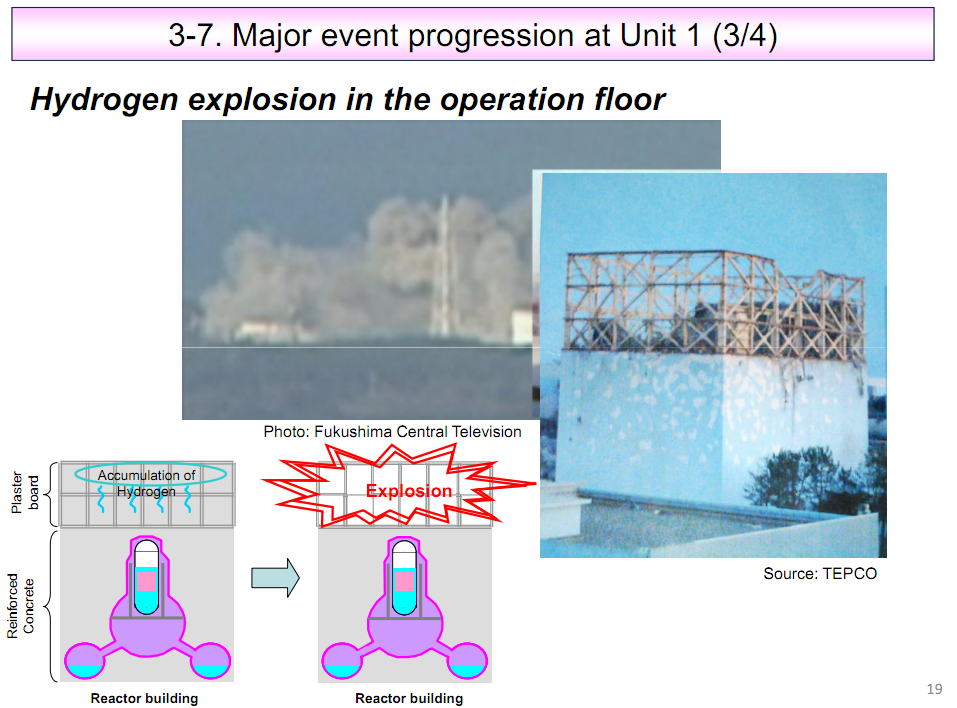 3-7. Major event progression at Unit 1 (3/4)
Hydrogen explosion in the operation floor
Photo: Fukushima Central Television
Source: TEPCO
Plaster
board
Accumulation of
Hydrogen
Explosion
Reinforced
Concrete
Reactor building
Reactor building
19